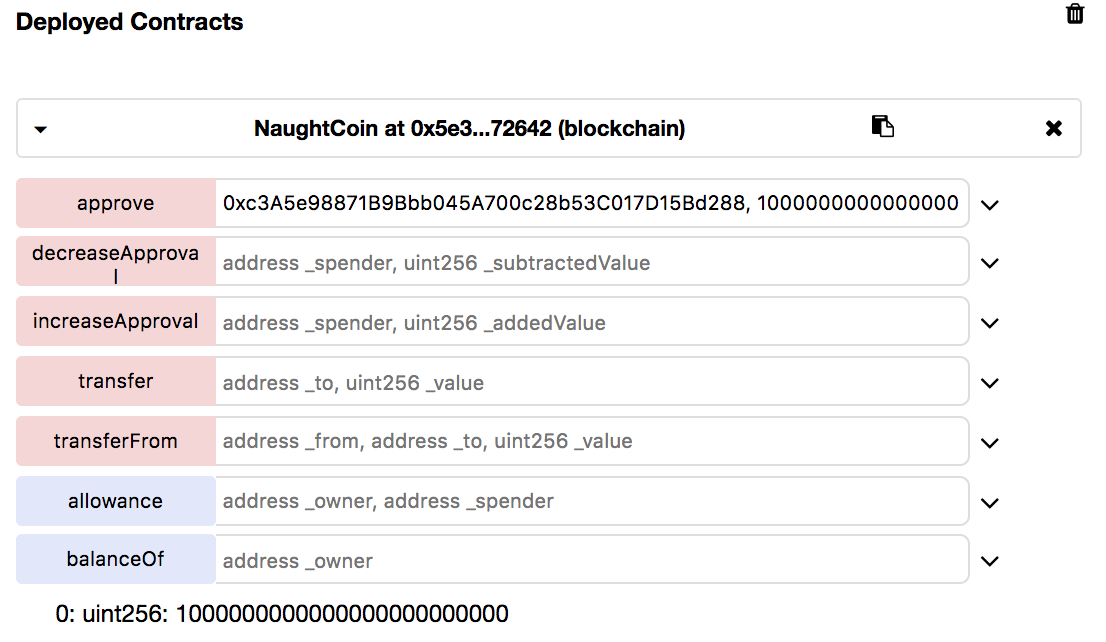 Deployed Contracts
NaughtCoin at 0x5e3...72642 (blockchain)
approve 0xc3A5e98871B9Bbb045A700c28b53C017D15Bd288, 1000000000000000
decreaseApprova
l address _spender, uint256 _subtractedValue
increaseApproval address _spender, uint256 _addedValue
transfer address _to, uint256 _value
transferFrom address _from, address _to, uint256 _value
allowance address _owner, address _spender
balanceOf address _owner
0: uint256: 1000000000000000000000000